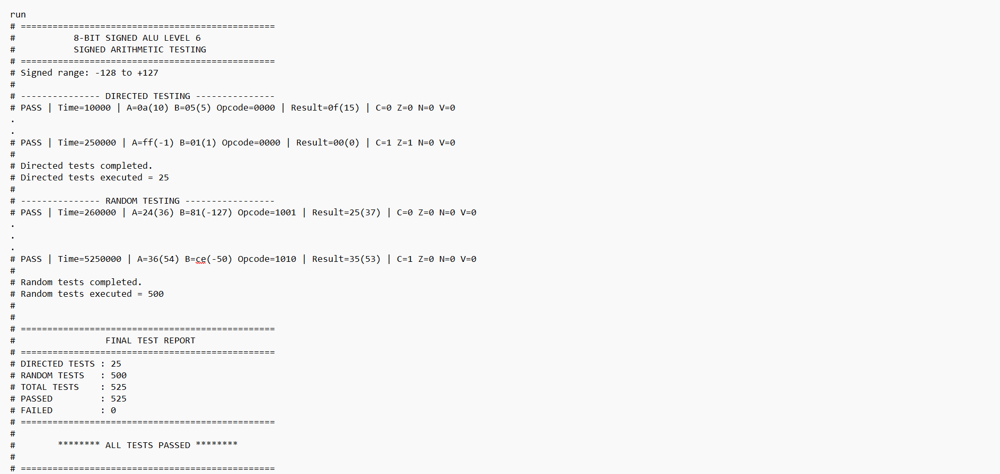 run
# ================================================
#           8-BIT SIGNED ALU LEVEL 6
#           SIGNED ARITHMETIC TESTING
# ================================================
# Signed range: -128 to +127
#
# --------------- DIRECTED TESTING ---------------
# PASS | Time=10000 | A=0a(10) B=05(5) Opcode=0000 | Result=0f(15) | C=0 Z=0 N=0 V=0
.
.
# PASS | Time=250000 | A=ff(-1) B=01(1) Opcode=0000 | Result=00(0) | C=1 Z=1 N=0 V=0
#
# Directed tests completed.
# Directed tests executed = 25
#
# --------------- RANDOM TESTING -----------------
# PASS | Time=260000 | A=24(36) B=81(-127) Opcode=1001 | Result=25(37) | C=0 Z=0 N=0 V=0
.
.
.
# PASS | Time=5250000 | A=36(54) B=ce(-50) Opcode=1010 | Result=35(53) | C=1 Z=0 N=0 V=0
#
# Random tests completed.
# Random tests executed = 500
#
#
# ================================================
#                 FINAL TEST REPORT
# ================================================
# DIRECTED TESTS : 25
# RANDOM TESTS   : 500
# TOTAL TESTS    : 525
# PASSED         : 525
# FAILED         : 0
# ================================================
#
#        ******** ALL TESTS PASSED ********
#
# ================================================